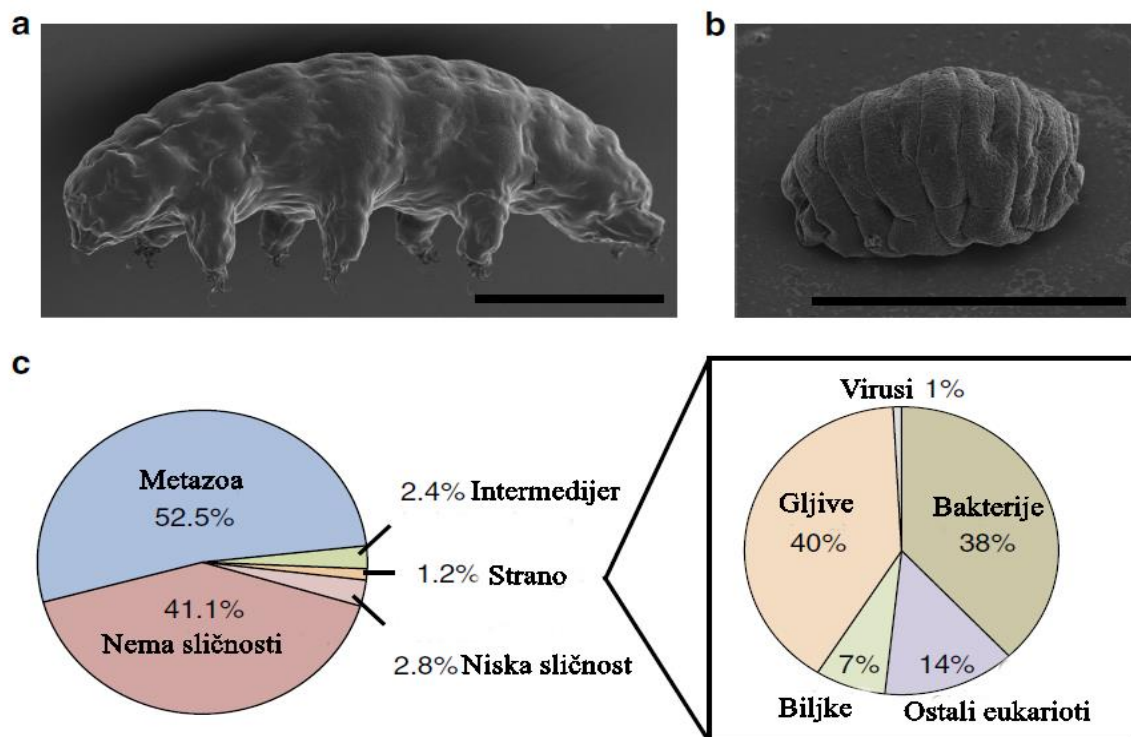 a
b
c
Metazoa
52.5%
41.1%
Nema sličnosti
2.4% Intermedijer
1.2% Strano
2.8% Niska sličnost
Virusi 1%
Gljive
40%
Bakterije
38%
7%
14%
Biljke
Ostali eukarioti